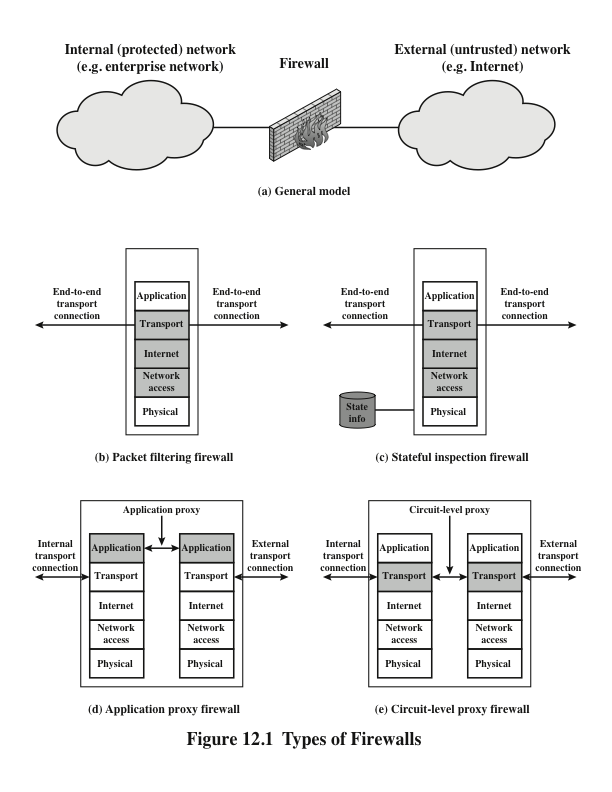 Internal (protected) network
(e.g. enterprise network)
Firewall
External (untrusted) network
(e.g. Internet)
(a) General model
End-to-end
transport
connection
Application
Transport
Internet
Network
access
Physical
End-to-end
transport
connection
(b) Packet filtering firewall
End-to-end
transport
connection
State
info
Application
Transport
Internet
Network
access
Physical
End-to-end
transport
connection
(c) Stateful inspection firewall
Application proxy
Internal
transport
connection
Application
Transport
Internet
Network
access
Physical
Application
Transport
Internet
Network
access
Physical
External
transport
connection
(d) Application proxy firewall
Circuit-level proxy
Internal
transport
connection
Application
Transport
Internet
Network
access
Physical
Application
Transport
Internet
Network
access
Physical
External
transport
connection
(e) Circuit-level proxy firewall
Figure 12.1 Types of Firewalls